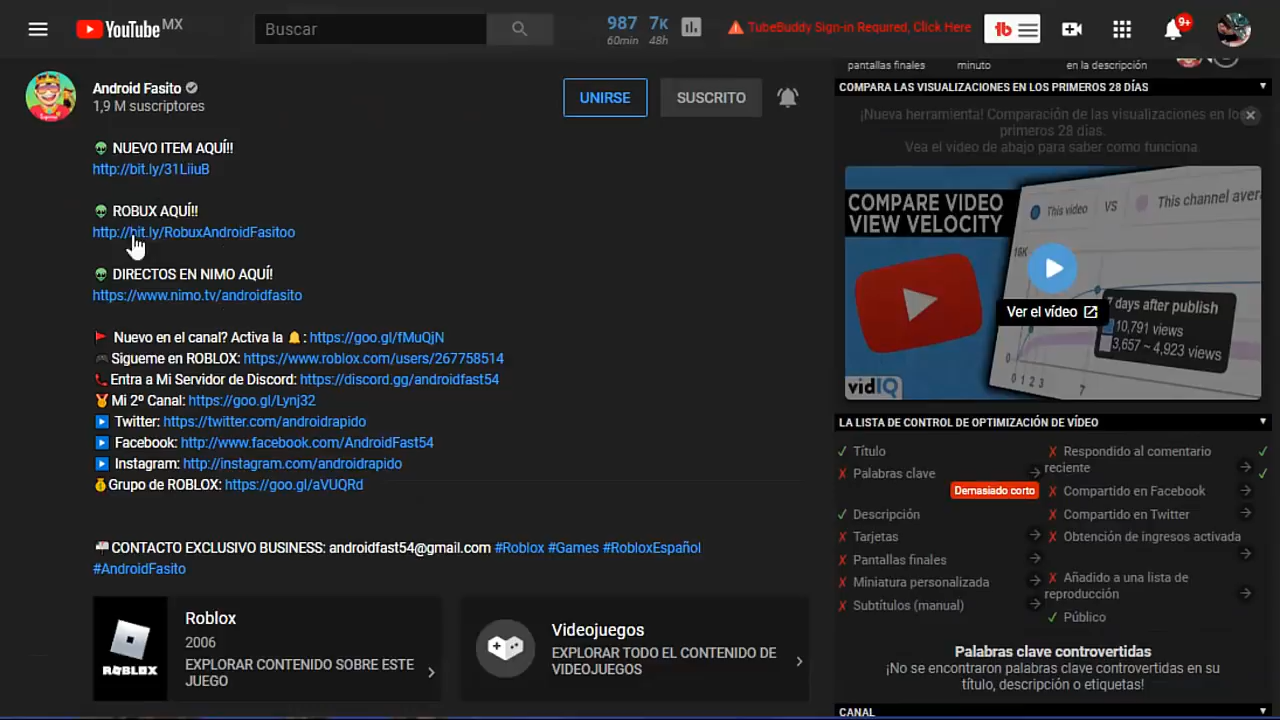 YouTube MX
Buscar
987 7K
60min 48h
TubeBuddy Sign-in Required, Click Here
tb
9+
Android Fasito
1,9 M suscriptores
UNIRSE
SUSCRITO
NUEVO ITEM AQUÍ!!
http://bit.ly/31LiiuB
ROBUX AQUÍ!!
http://bit.ly/RobuxAndroidFasitoo
DIRECTOS EN NIMO AQUÍ!
https://www.nimo.tv/androidfasito
Nuevo en el canal? Activa la : https://goo.gl/fMuQjN
Sigueme en ROBLOX: https://www.roblox.com/users/267758514
Entra a Mi Servidor de Discord: https://discord.gg/androidfast54
Mi 2º Canal: https://goo.gl/Lynj32
Twitter: https://twitter.com/androidrapido
Facebook: http://www.facebook.com/AndroidFast54
Instagram: http://instagram.com/androidrapido
Grupo de ROBLOX: https://goo.gl/aVUQRd
CONTACTO EXCLUSIVO BUSINESS: androidfast54@gmail.com #Roblox #Games #RobloxEspañol
#AndroidFasito
ROBLOX
Roblox
2006
EXPLORAR CONTENIDO SOBRE ESTE
JUEGO
Videojuegos
EXPLORAR TODO EL CONTENIDO DE
VIDEOJUEGOS
pantallas finales
minuto
en la descripción
COMPARA LAS VISUALIZACIONES EN LOS PRIMEROS 28 DÍAS
¡Nueva herramienta! Comparación de las visualizaciones en los
primeros 28 dias.
Vea el video de abajo para saber como funciona.
COMPARE VIDEO
VIEW VELOCITY
This video VS This channel avera
16K
Ver el vídeo
7 days after publish
10,791 views
3,657 ~ 4,923 views
0
0 1 2 3 7
vidIQ
LA LISTA DE CONTROL DE OPTIMIZACIÓN DE VÍDEO
Título
Palabras clave
Demasiado corto
Descripción
Tarjetas
Pantallas finales
Miniatura personalizada
Subtítulos (manual)
Respondido al comentario
reciente
Compartido en Facebook
Compartido en Twitter
Obtención de ingresos activada
Añadido a una lista de
reproducción
Público
Palabras clave controvertidas
¡No se encontraron palabras clave controvertidas en su
título, descripción o etiquetas!
CANAL